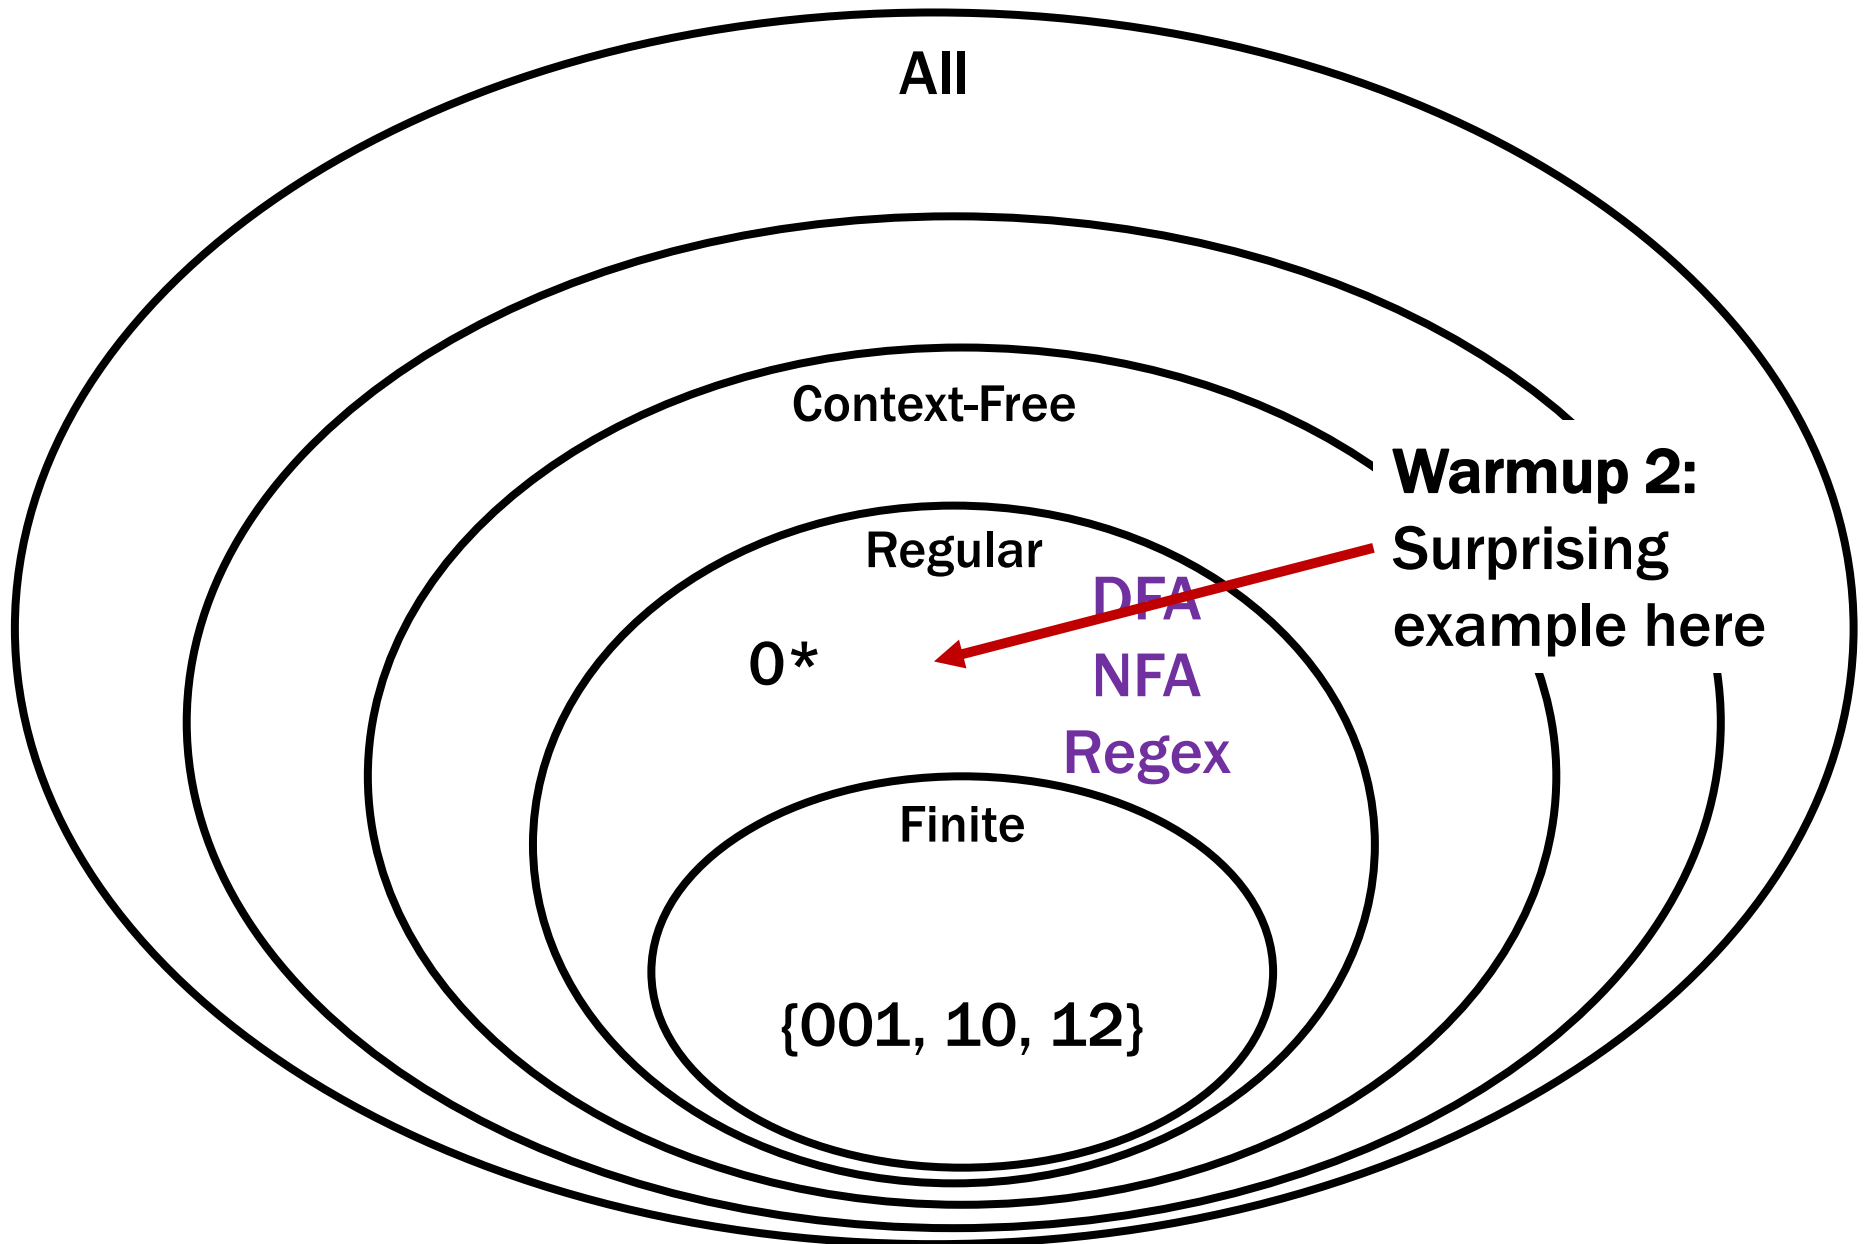 All
Context-Free
Warmup 2:
Surprising
example here
Regular
DFA
0*
NFA
Regex
Finite
{001, 10, 12}